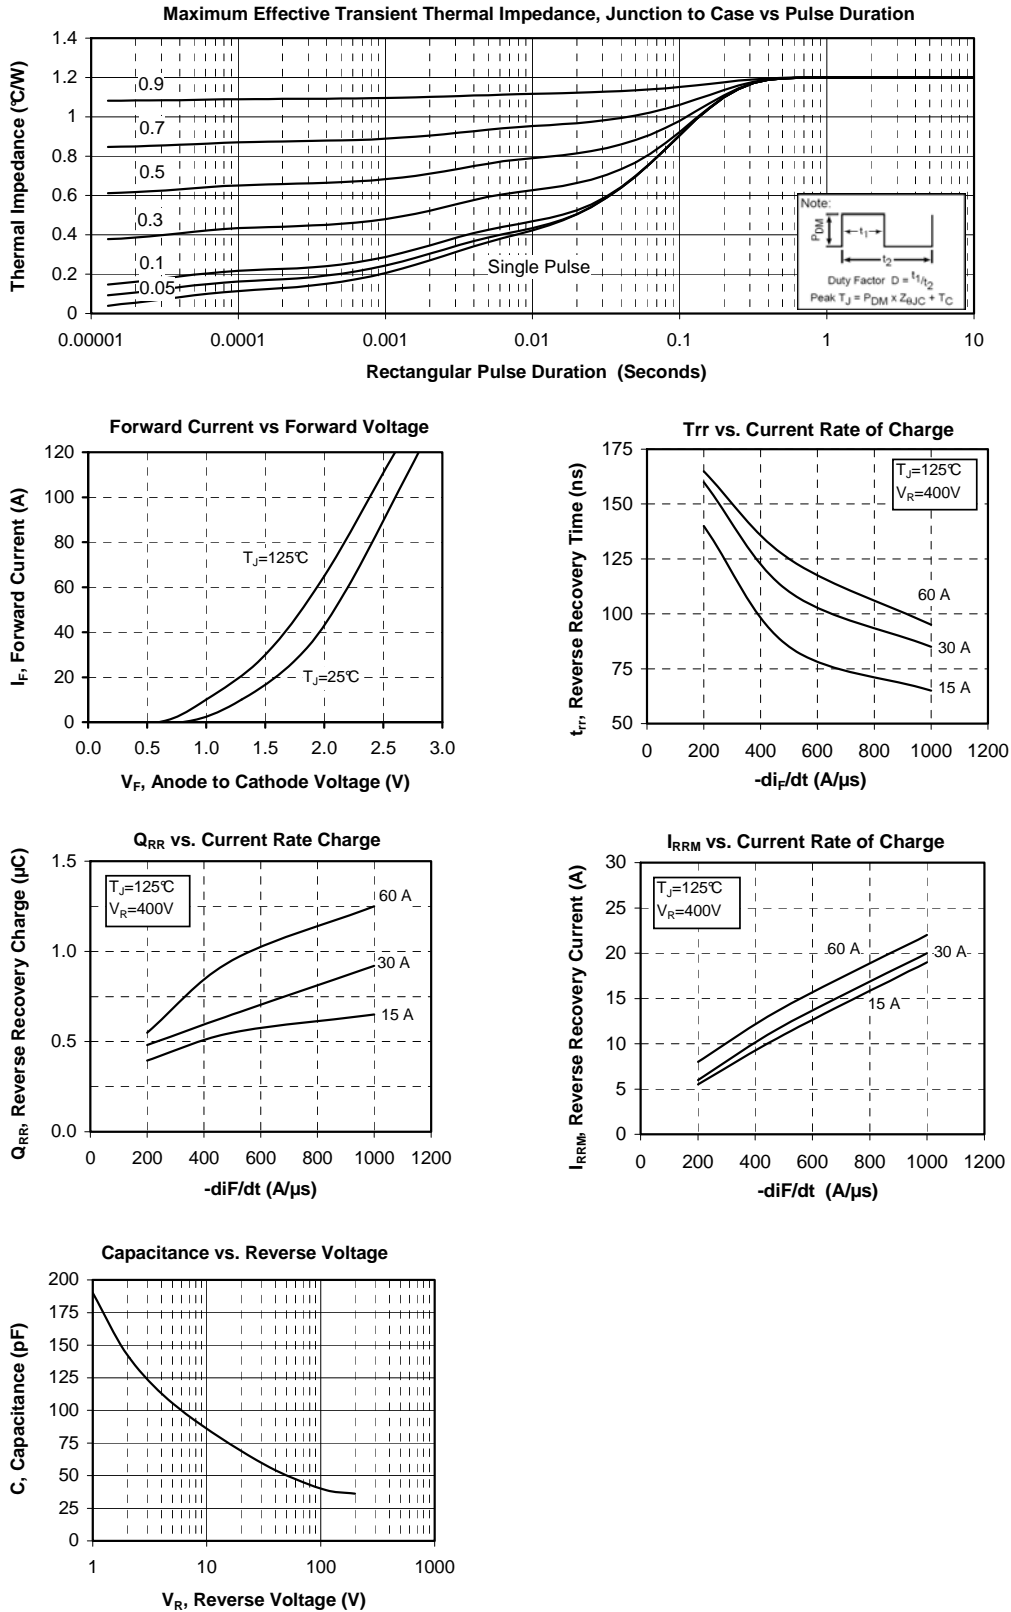 Maximum Effective Transient Thermal Impedance, Junction to Case vs Pulse Duration
Thermal Impedance (℃/W)
1.4
1.2
1
0.8
0.6
0.4
0.2
0
0.9
0.7
0.5
0.3
0.1
0.05
Single Pulse
Note:
PDM
t1
t2
Duty Factor D = t1/t2
Peak TJ = PDM x ZθJC + TC
0.00001 0.0001 0.001 0.01 0.1 1 10
Rectangular Pulse Duration (Seconds)
Forward Current vs Forward Voltage
IF, Forward Current (A)
120
100
80
60
40
20
0
TJ=125℃
TJ=25℃
0.0 0.5 1.0 1.5 2.0 2.5 3.0
VF, Anode to Cathode Voltage (V)
Trr vs. Current Rate of Charge
trr, Reverse Recovery Time (ns)
175
150
125
100
75
50
TJ=125℃
VR=400V
60 A
30 A
15 A
0 200 400 600 800 1000 1200
-diF/dt (A/µs)
QRR vs. Current Rate Charge
QRR, Reverse Recovery Charge (µC)
1.5
1.0
0.5
0.0
TJ=125℃
VR=400V
60 A
30 A
15 A
0 200 400 600 800 1000 1200
-diF/dt (A/µs)
IRRM vs. Current Rate of Charge
IRRM, Reverse Recovery Current (A)
30
25
20
15
10
5
0
TJ=125℃
VR=400V
60 A
30 A
15 A
0 200 400 600 800 1000 1200
-diF/dt (A/µs)
Capacitance vs. Reverse Voltage
C, Capacitance (pF)
200
175
150
125
100
75
50
25
0
1 10 100 1000
VR, Reverse Voltage (V)